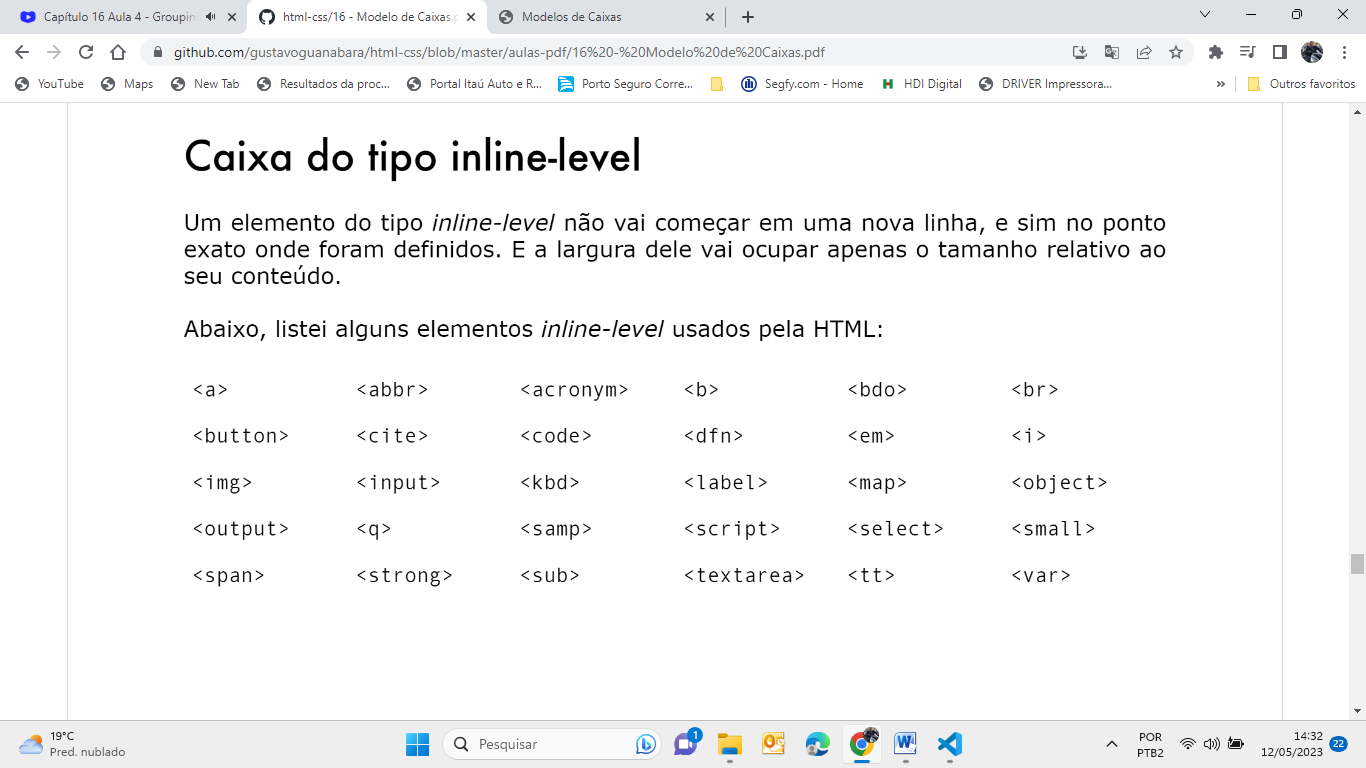 Capítulo 16 Aula 4 - Groupin
html-css/16 - Modelo de Caixas.p
Modelos de Caixas
github.com/gustavoguanabara/html-css/blob/master/aulas-pdf/16%20-%20Modelo%20de%20Caixas.pdf
YouTube Maps New Tab Resultados da proc... Portal Itaú Auto e R... Porto Seguro Corre... Segfy.com - Home HDI Digital DRIVER Impressora... » Outros favoritos
Caixa do tipo inline-level
Um elemento do tipo inline-level não vai começar em uma nova linha, e sim no ponto
exato onde foram definidos. E a largura dele vai ocupar apenas o tamanho relativo ao
seu conteúdo.
Abaixo, listei alguns elementos inline-level usados pela HTML:
<a> <abbr> <acronym> <b> <bdo> <br>
<button> <cite> <code> <dfn> <em> <i>
<img> <input> <kbd> <label> <map> <object>
<output> <q> <samp> <script> <select> <small>
<span> <strong> <sub> <textarea> <tt> <var>
19°C
Pred. nublado
Pesquisar
1
POR
PTB2
14:32
12/05/2023
22